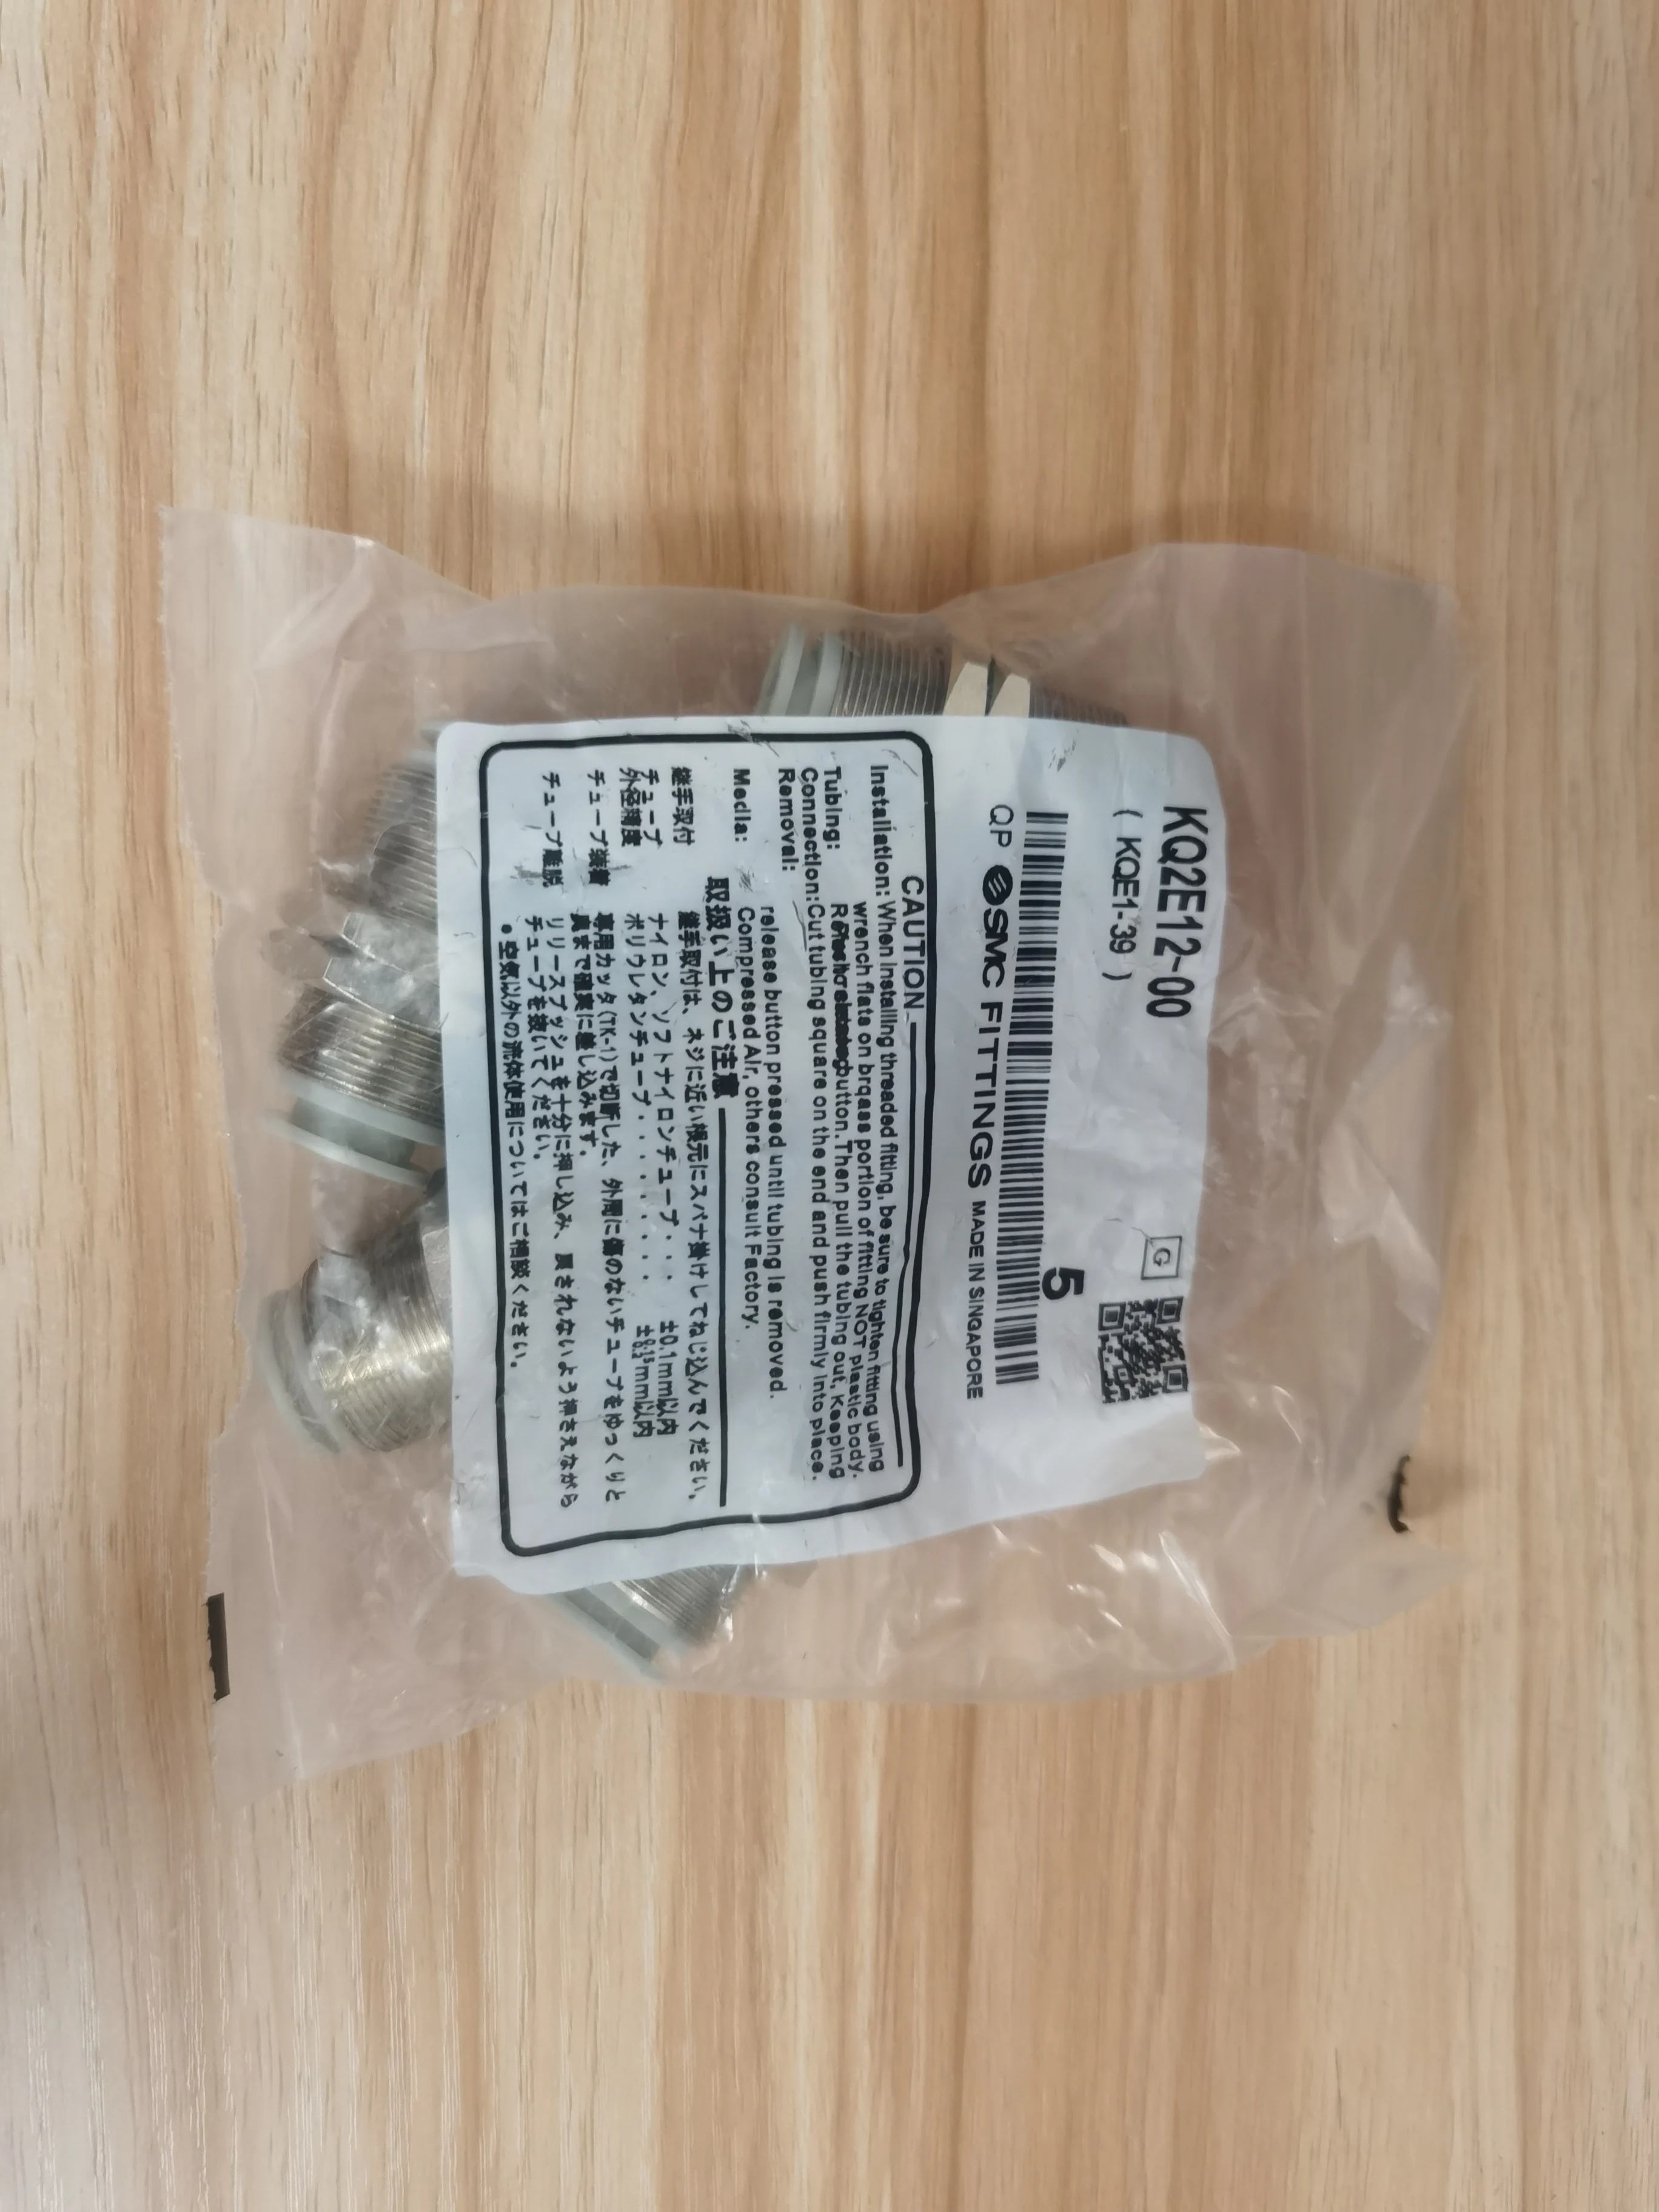 KQ2E12-00
G
( KQE1-39 )
5
QP SMC FITTINGS MADE IN SINGAPORE
CAUTION
Installation: When installing threaded fitting, be sure to tighten fitting using
wrench flats on brqass portion of fitting NOT plastic body.
Tubing:
button. Then pull the tubing out, Keeping
Connection: Cut tubing square on the end and push firmly into place.
Removal:
release button pressed until tubing is removed.
Media: Compressed Air, others consult Factory.
取扱い上のご注意
継手取付 継手取付は、ネジに近い根元にスパナ掛けしてねじ込んでください。
チューブ ナイロン、ソフトナイロンチューブ・・・ ±0.1mm以内
外径精度 ポリウレタンチューブ・・・・・・・・ mm以内
チューブ装着 専用カッタ(TK-1)で切断した、外周に傷のないチューブをゆっくりと
奥まで確実に差し込みます。
チューブ離脱 リリースブッシュを十分に押し込み、戻されないよう押さえながら
チューブを抜いてください。
●空気以外の流体使用についてはご相談ください。